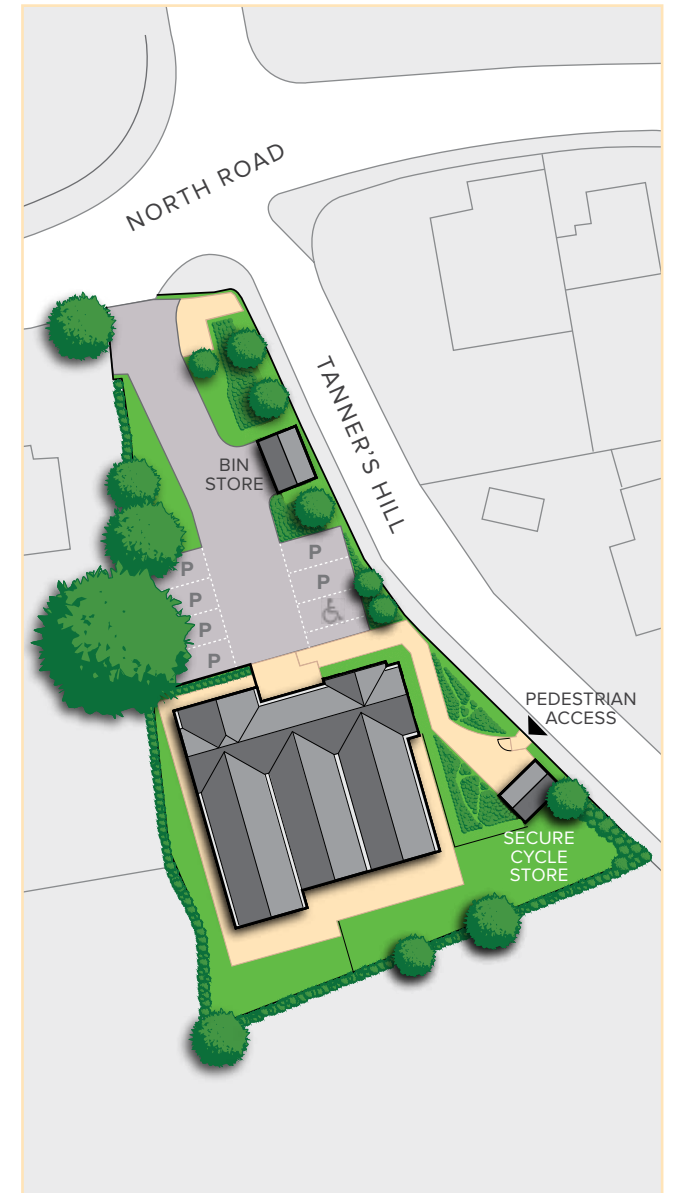 NORTH ROAD
TANNER'S HILL
BIN
STORE
P
P
P
P
P
P
PEDESTRIAN
ACCESS
SECURE
CYCLE
STORE